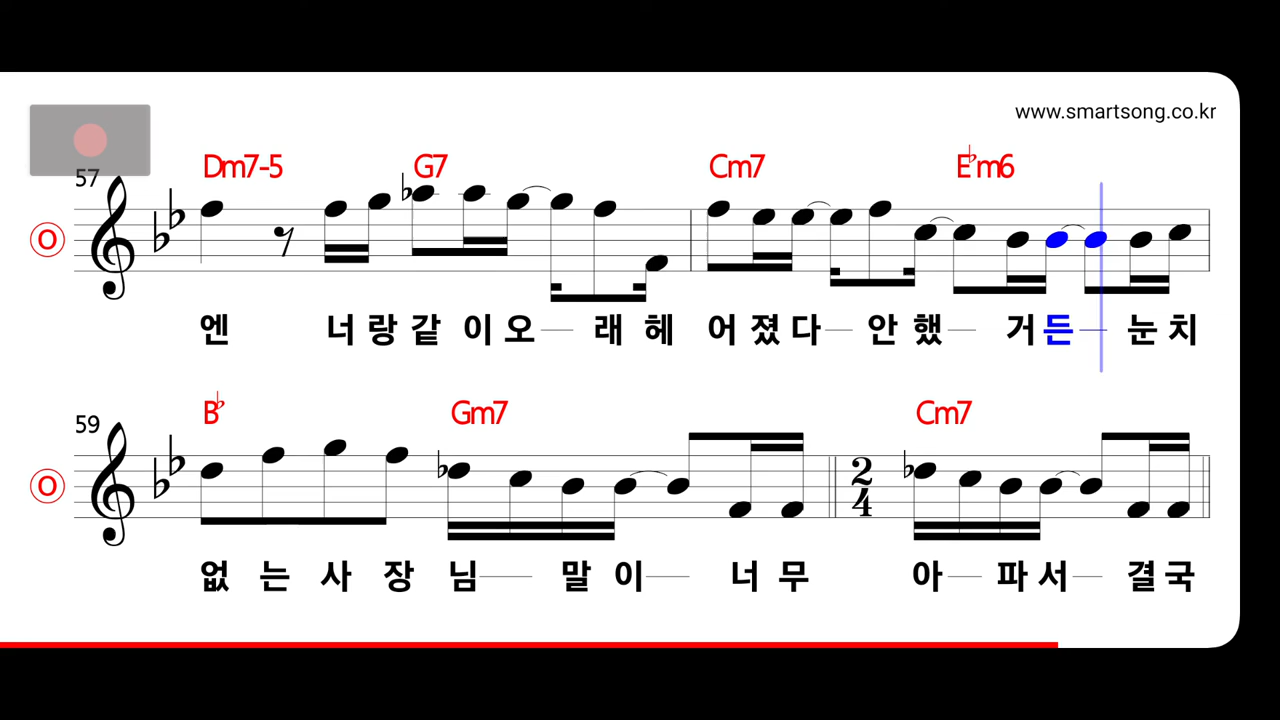 www.smartsong.co.kr
Dm7-5 G7 Cm7 E♭m6
57
O
엔 너랑같이오 래헤 어졌다 안했 거든 눈치
B♭ Gm7 Cm7
59
O
2
4
없는사장님 말이 너무 아 파서 결국